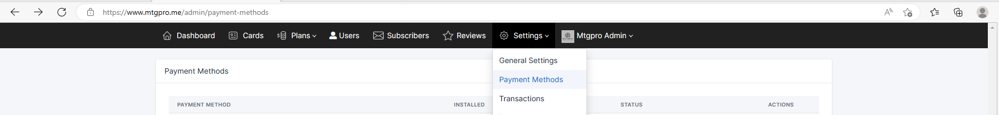 https://www.mtgpro.me/admin/payment-methods
Dashboard Cards Plans Users Subscribers Reviews Settings Mtgpro Admin
General Settings
Payment Methods
Payment Methods
Transactions
PAYMENT METHOD INSTALLED STATUS ACTIONS